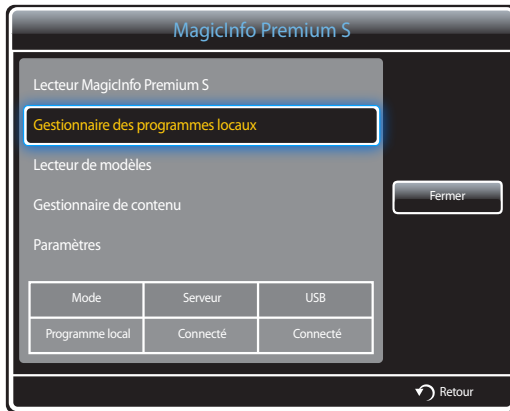 MagicInfo Premium S
Lecteur MagicInfo Premium S
Gestionnaire des programmes locaux
Lecteur de modèles
Gestionnaire de contenu
Paramètres
Fermer
Mode Serveur USB
Programme local Connecté Connecté
Retour